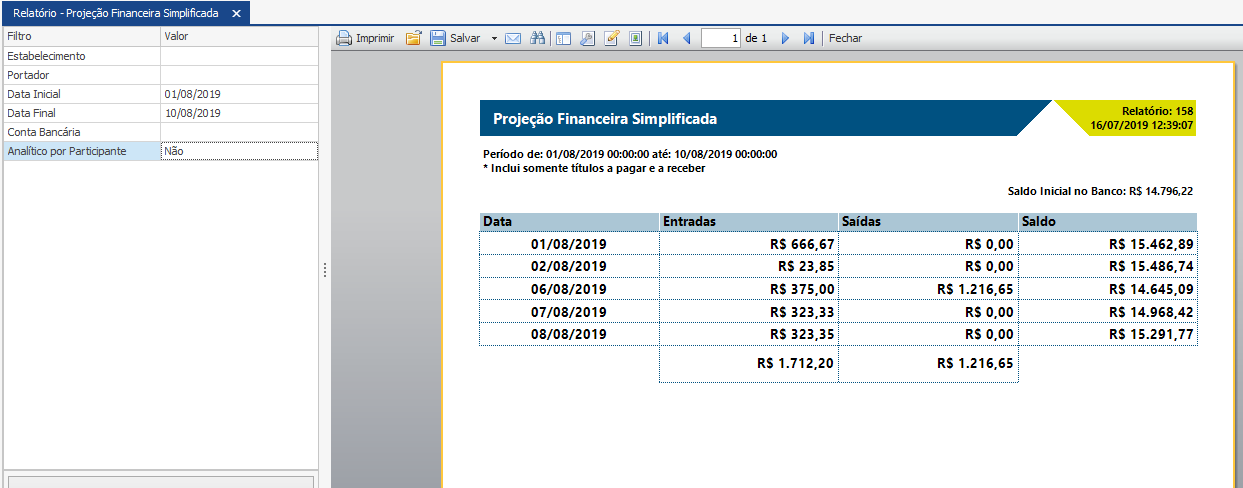 Relatório - Projeção Financeira Simplificada X
Filtro Valor
Estabelecimento
Portador
Data Inicial 01/08/2019
Data Final 10/08/2019
Conta Bancária
Analítico por Participante Não
Imprimir Salvar 1 de 1 Fechar
Projeção Financeira Simplificada
Relatório: 158
16/07/2019 12:39:07
Período de: 01/08/2019 00:00:00 até: 10/08/2019 00:00:00
* Inclui somente títulos a pagar e a receber
Saldo Inicial no Banco: R$ 14.796,22
Data Entradas Saídas Saldo
01/08/2019 R$ 666,67 R$ 0,00 R$ 15.462,89
02/08/2019 R$ 23,85 R$ 0,00 R$ 15.486,74
06/08/2019 R$ 375,00 R$ 1.216,65 R$ 14.645,09
07/08/2019 R$ 323,33 R$ 0,00 R$ 14.968,42
08/08/2019 R$ 323,35 R$ 0,00 R$ 15.291,77
R$ 1.712,20 R$ 1.216,65